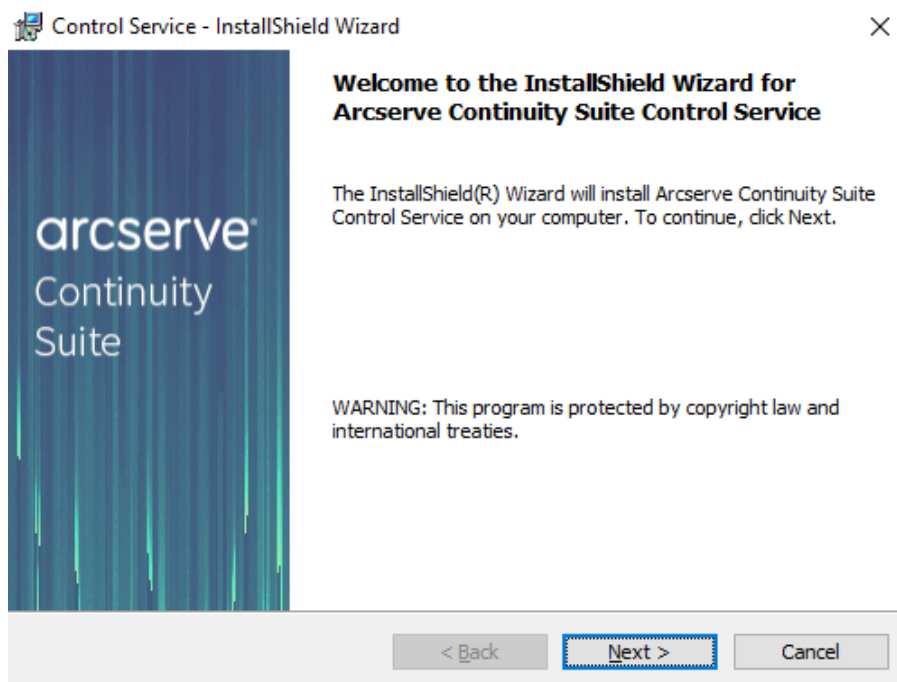 Control Service - InstallShield Wizard
Welcome to the InstallShield Wizard for
Arcserve Continuity Suite Control Service
The InstallShield(R) Wizard will install Arcserve Continuity Suite
Control Service on your computer. To continue, click Next.
arcserve®
Continuity
Suite
WARNING: This program is protected by copyright law and
international treaties.
< Back
Next >
Cancel